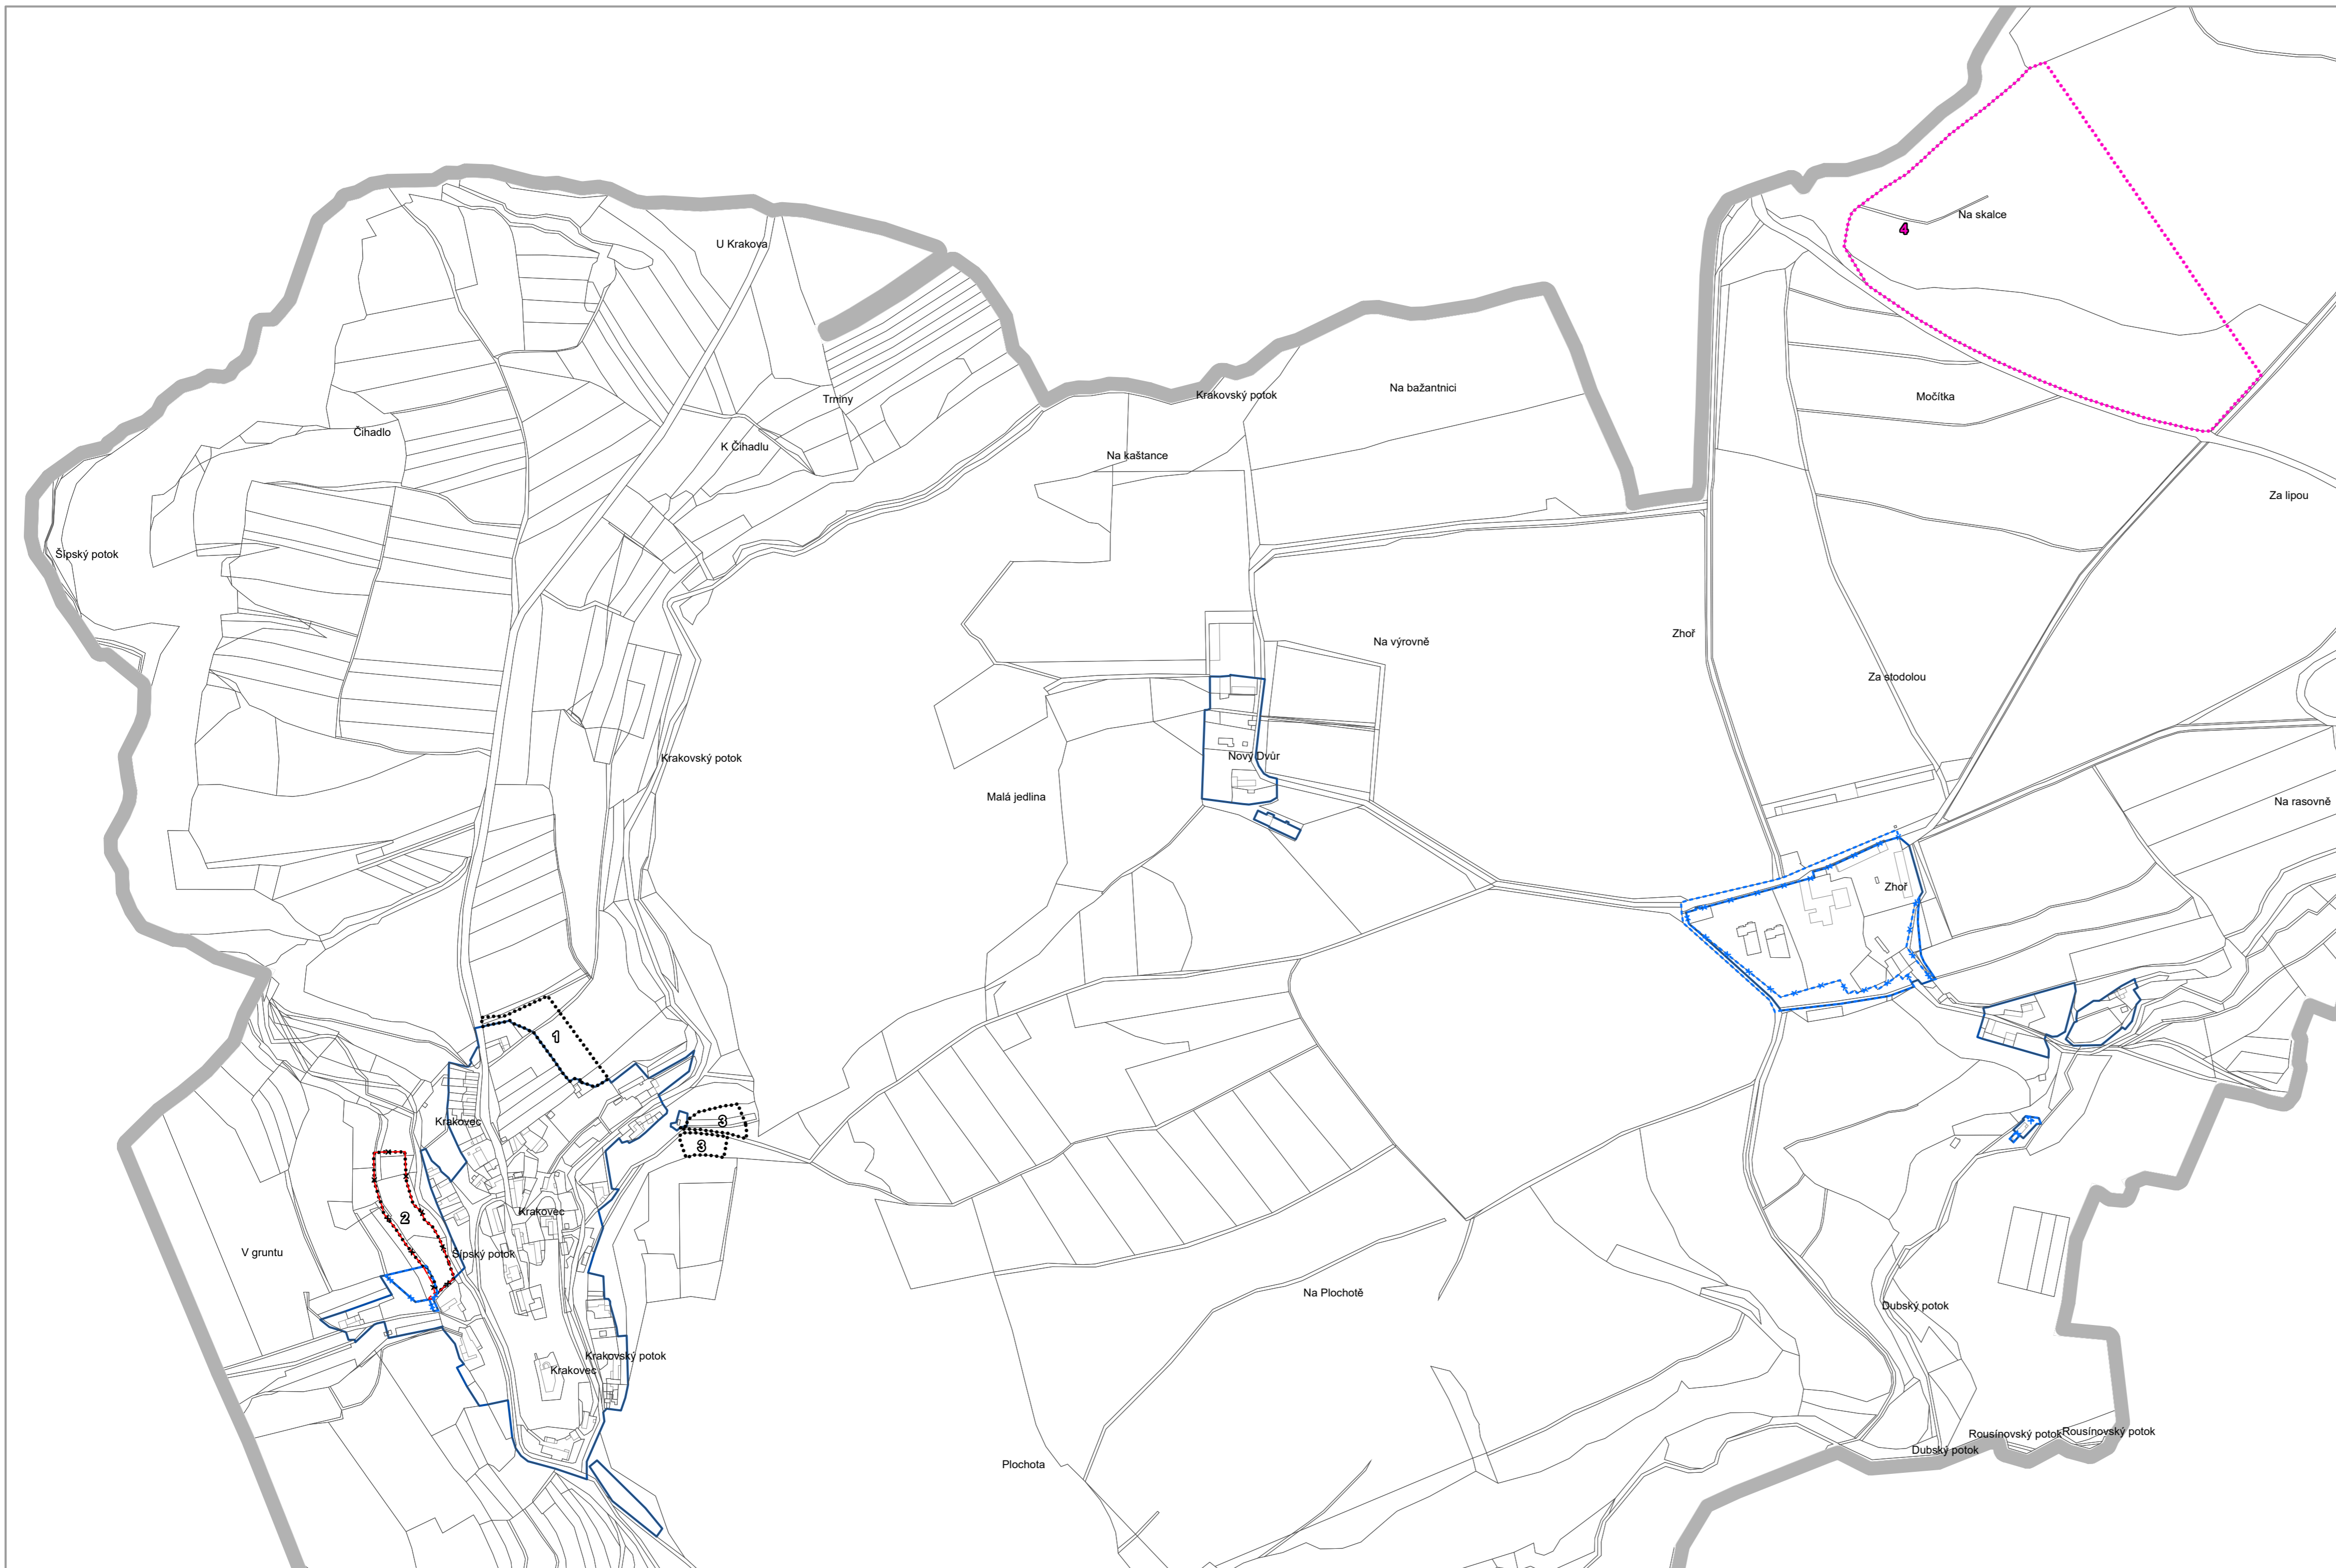 Na skalce
4
U Krakova
Krakovský potok
Na bažantnici
Močítka
Trniny
Čihadlo
K Čihadlu
Na kaštance
Za lipou
Šípský potok
Zhoř
Na výrovně
Za stodolou
Krakovský potok
Nový Dvůr
Malá jedlina
Na rasovně
Zhoř
1
Krakovec
3
3
Krakovec
2
V gruntu
Šípský potok
Na Plochotě
Dubský potok
Krakovský potok
Krakovec
Rousínovský potok
Rousínovský potok
Dubský potok
Plochota